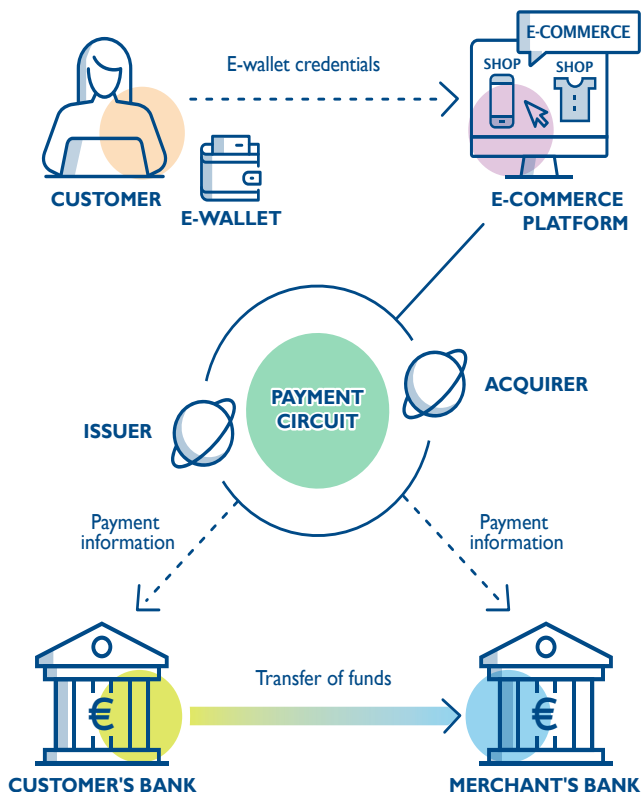 E-COMMERCE
SHOP
SHOP
E-wallet credentials
CUSTOMER
E-WALLET
E-COMMERCE
PLATFORM
PAYMENT
CIRCUIT
ACQUIRER
ISSUER
Payment
information
Payment
information
€
Transfer of funds
€
CUSTOMER'S BANK
MERCHANT'S BANK